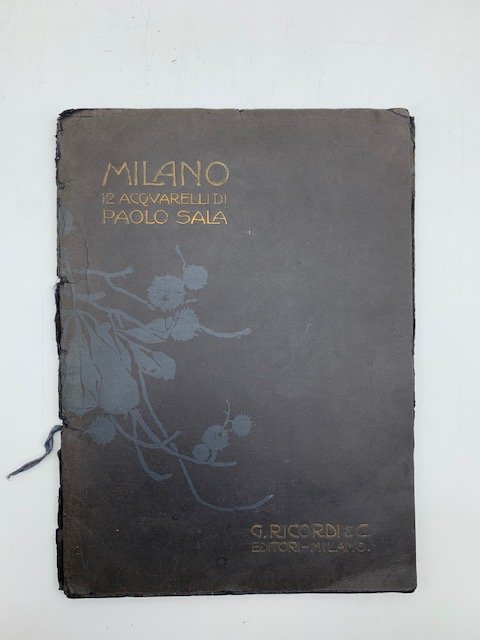 MILANO
12 ACQVARELLI DI
PAOLO SALA
G. RICORDI & C.
EDITORI-MILANO.